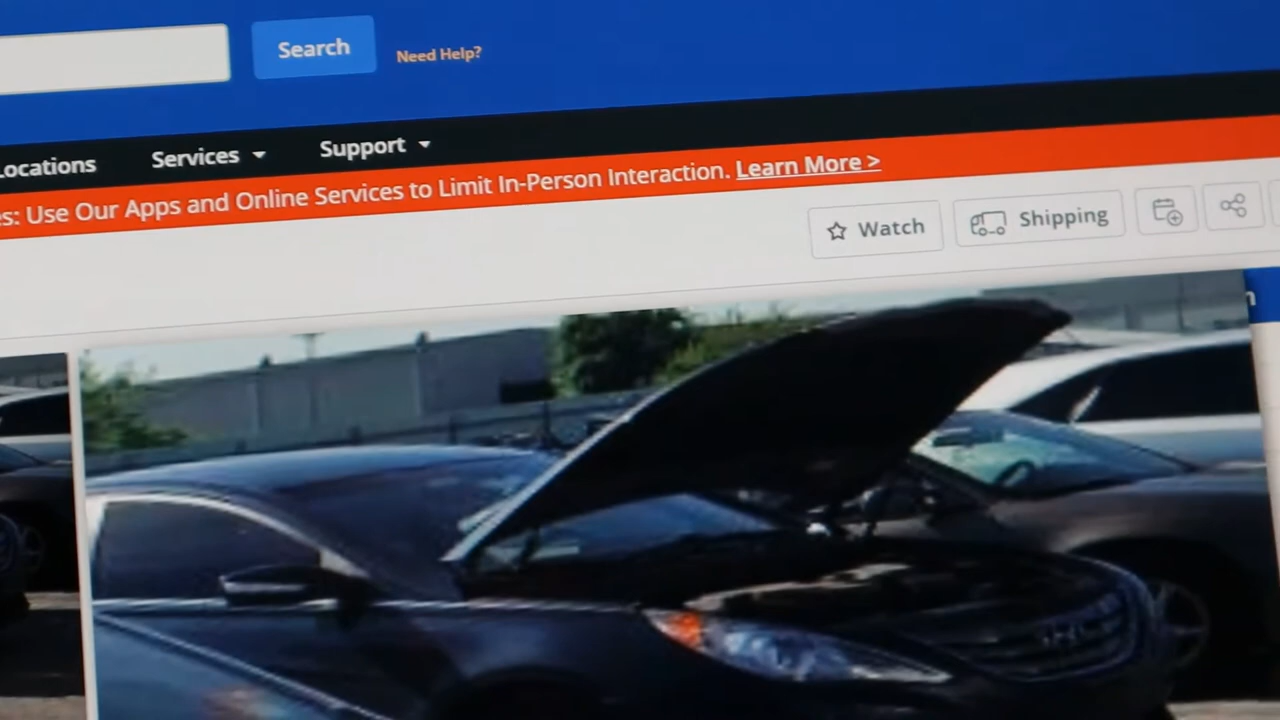 Search
Need Help?
Locations Services Support
es: Use Our Apps and Online Services to Limit In-Person Interaction. Learn More >
Watch Shipping